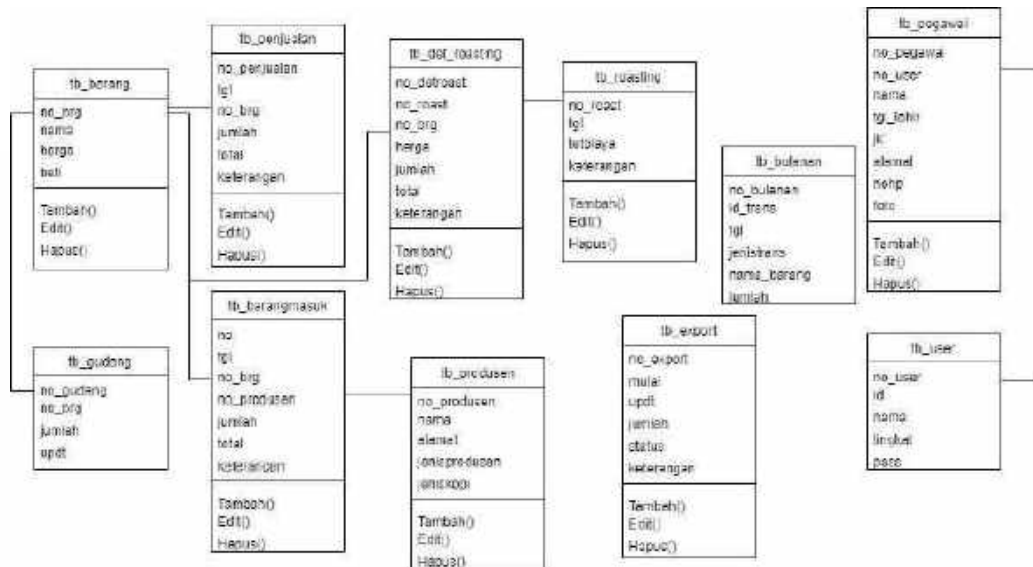 tb_barang
no_brg
nama
harga
Tambah()
Edit()
Hapus()
tb_penjualan
no_penjualan
tgl
no_brg
jumlah
total
keterangan
Tambah()
Edit()
Hapus()
tb_det_roasting
no_detroast
no_roast
no_brg
harga
jumlah
total
keterangan
Tambah()
Edit()
Hapus()
tb_roasting
no_roast
tgl
totbiaya
keterangan
Tambah()
Edit()
Hapus()
tb_bulanan
no_bulanan
id_trans
tgl
jenistrans
nama_barang
jumlah
tb_pegawai
no_pegawai
no_user
nama
tgl_lahir
jk
alamat
nohp
foto
Tambah()
Edit()
Hapus()
tb_gudang
no_gudang
no_brg
jumlah
updt
tb_barangmasuk
no
tgl
no_brg
no_produsen
jumlah
total
keterangan
Tambah()
Edit()
Hapus()
tb_produsen
no_produsen
nama
alamat
jenisprodusen
jeniskopi
Tambah()
Edit()
Hapus()
tb_export
no_export
mulai
updt
jumlah
status
keterangan
Tambah()
Edit()
Hapus()
tb_user
no_user
id
nama
tingkat
pass